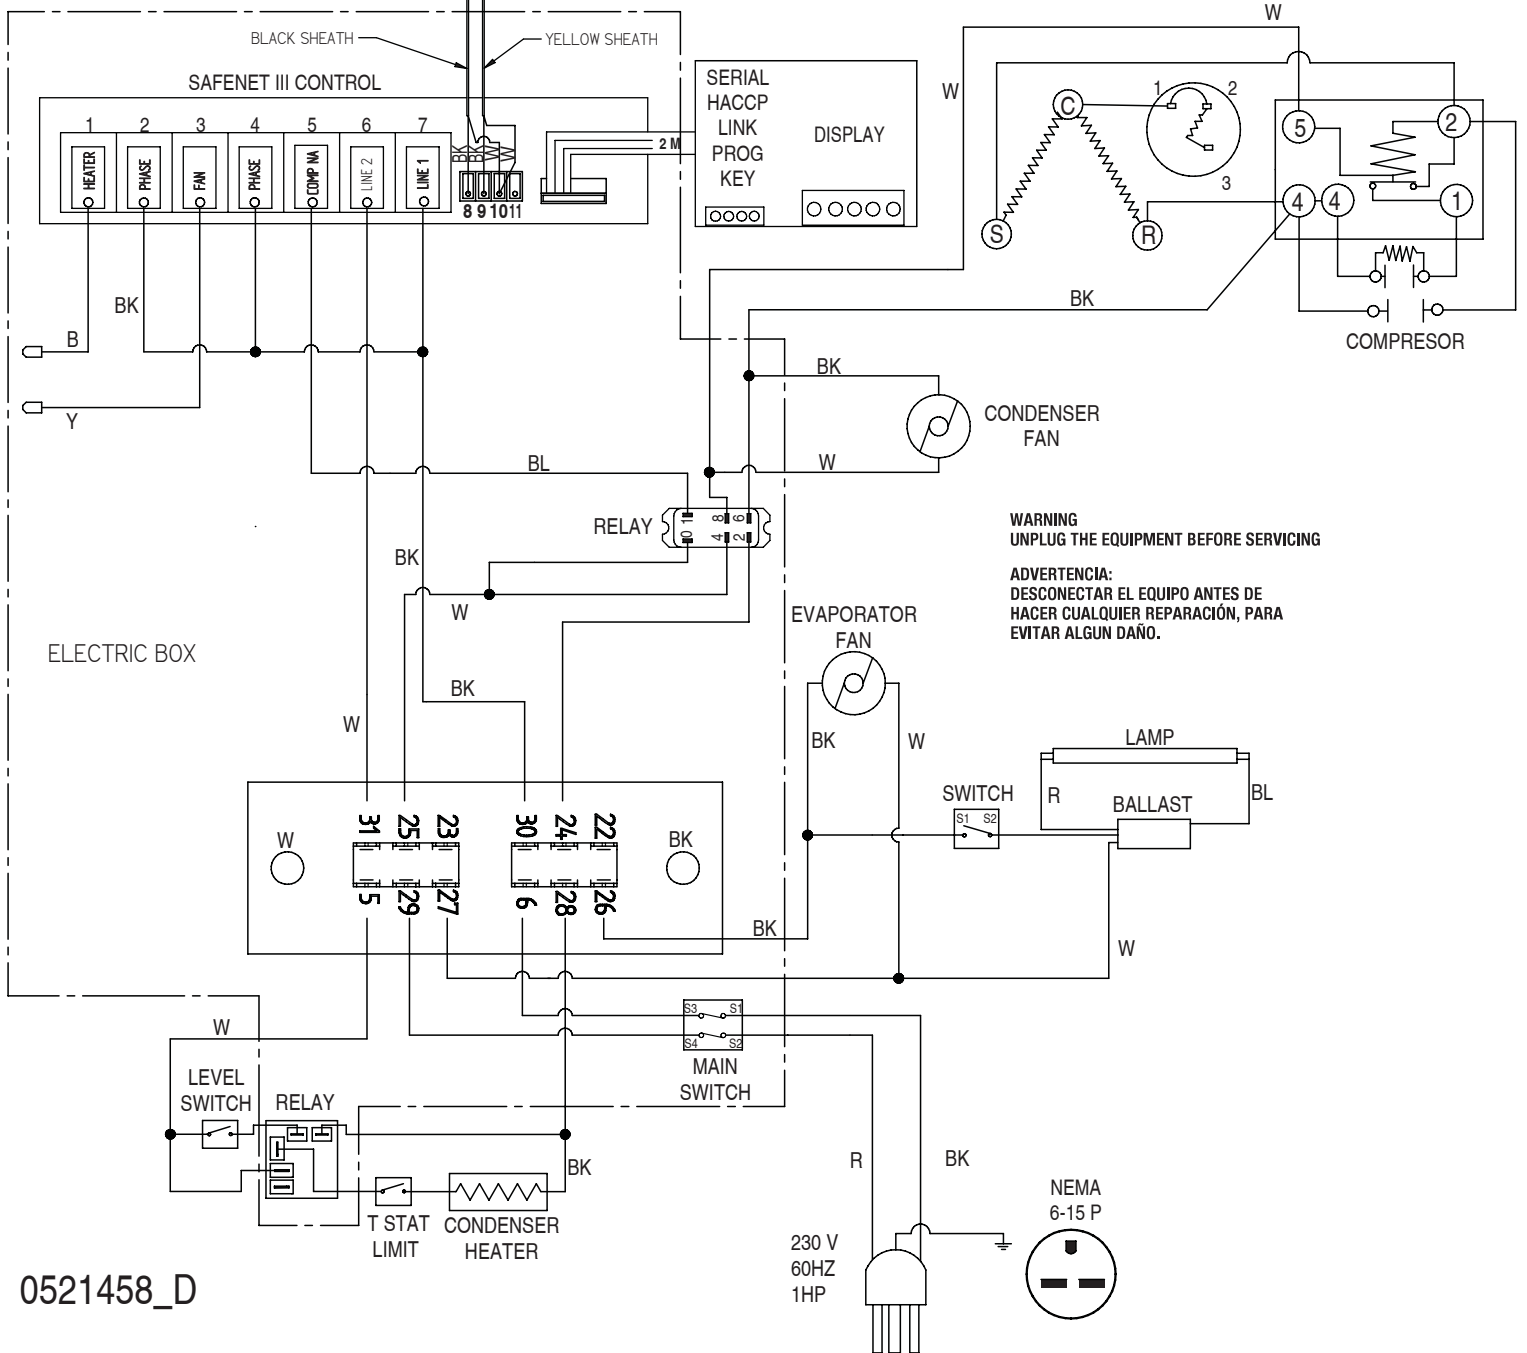 W
BLACK SHEATH
YELLOW SHEATH
SAFENET III CONTROL
1 2 3 4 5 6 7
HEATER
PHASE
FAN
PHASE
COMP NA
LINE 2
LINE 1
BK
BK
W
W
8 9 10 11
2 M
SERIAL
HACCP
LINK
PROG
KEY
DISPLAY
W
C
S
R
1
2
3
5
2
4
4
1
COMPRESOR
BK
B
BK
Y
BK
CONDENSER
FAN
W
BL
RELAY
1 8 6
0 4 2
BK
W
WARNING
UNPLUG THE EQUIPMENT BEFORE SERVICING
ADVERTENCIA:
DESCONECTAR EL EQUIPO ANTES DE
HACER CUALQUIER REPARACIÓN, PARA
EVITAR ALGUN DAÑO.
EVAPORATOR
FAN
ELECTRIC BOX
BK
W
BK
W
LAMP
SWITCH
S1 S2
R
BALLAST
BL
31 25 23 30 24 22
W
BK
5 29 27 6 28 26
BK
W
W
S3 S1
S4 S2
MAIN
SWITCH
LEVEL
SWITCH
RELAY
BK
T STAT
LIMIT
CONDENSER
HEATER
R
BK
NEMA
6-15 P
230 V
60HZ
1HP
0521458_D